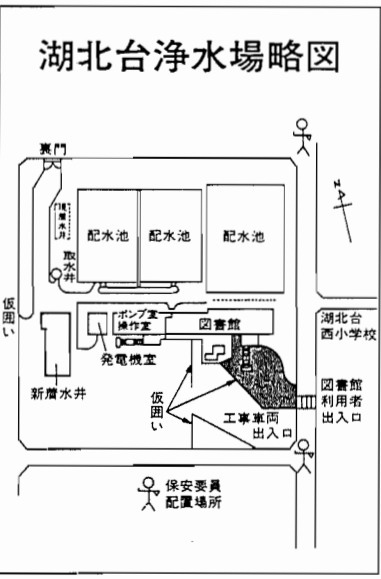 湖北台浄水場略図
裏門
着水井
取水井
配水池
配水池
配水池
N
仮囲い
ポンプ室
操作室
図書館
発電機室
新着水井
仮囲い
工事車両
出入口
湖北台
西小学校
図書館
利用者
出入口
保安要員
配置場所